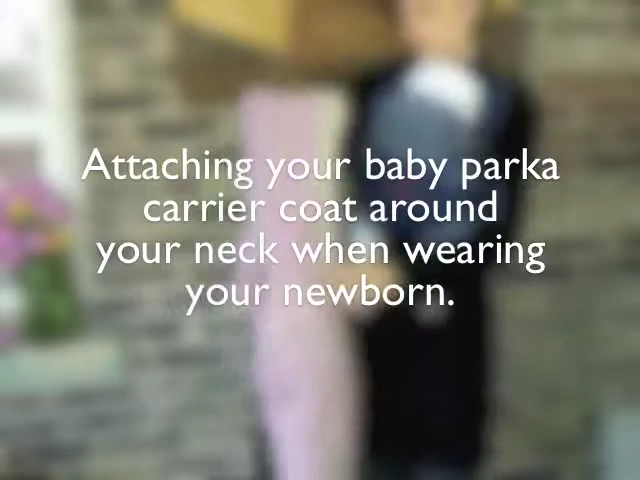 Attaching your baby parka
carrier coat around
your neck when wearing
your newborn.